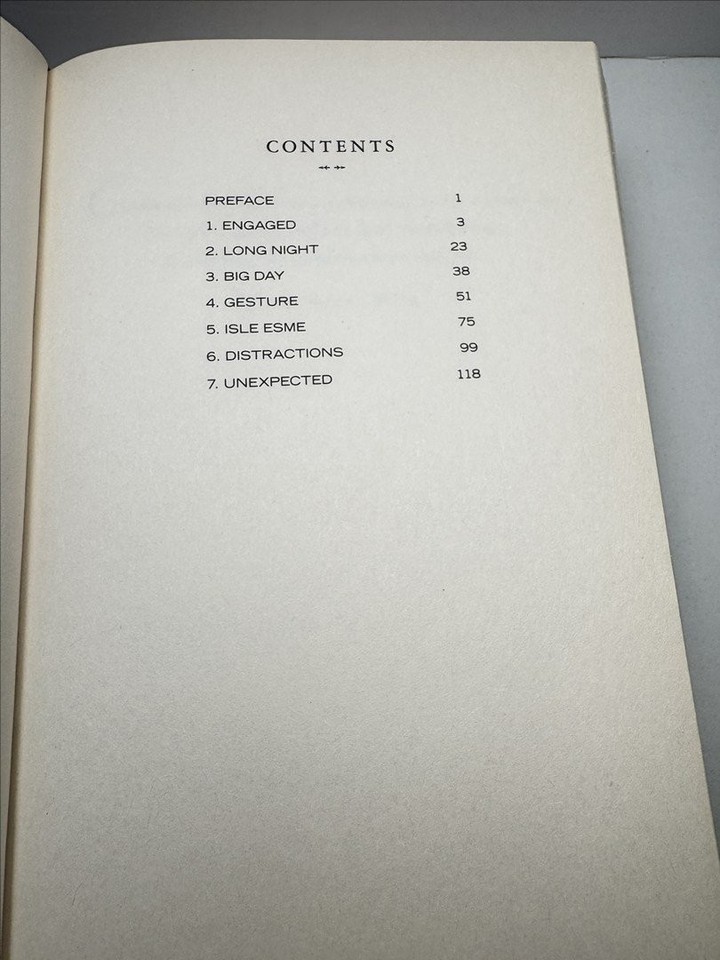 CONTENTS
PREFACE 1
1. ENGAGED 3
2. LONG NIGHT 23
3. BIG DAY 38
4. GESTURE 51
5. ISLE ESME 75
6. DISTRACTIONS 99
7. UNEXPECTED 118